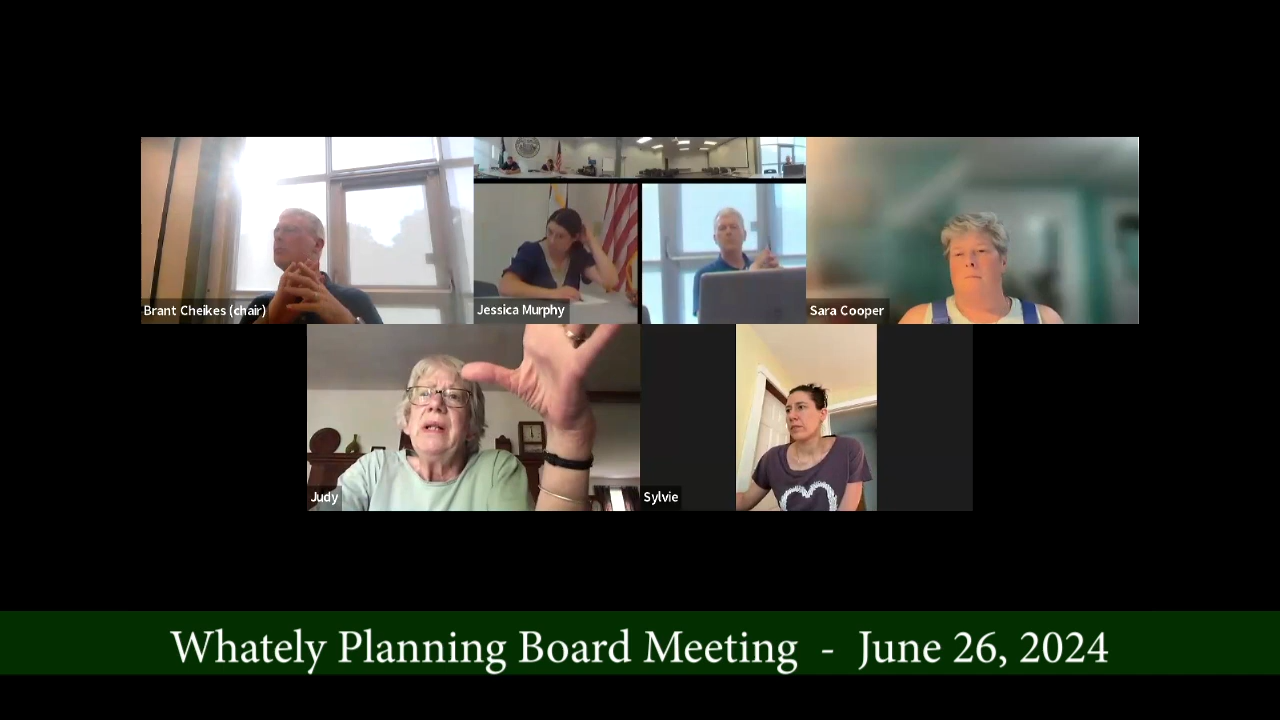 Brant Cheikes (chair)
Jessica Murphy
Sara Cooper
Judy
Sylvie
Whately Planning Board Meeting - June 26, 2024